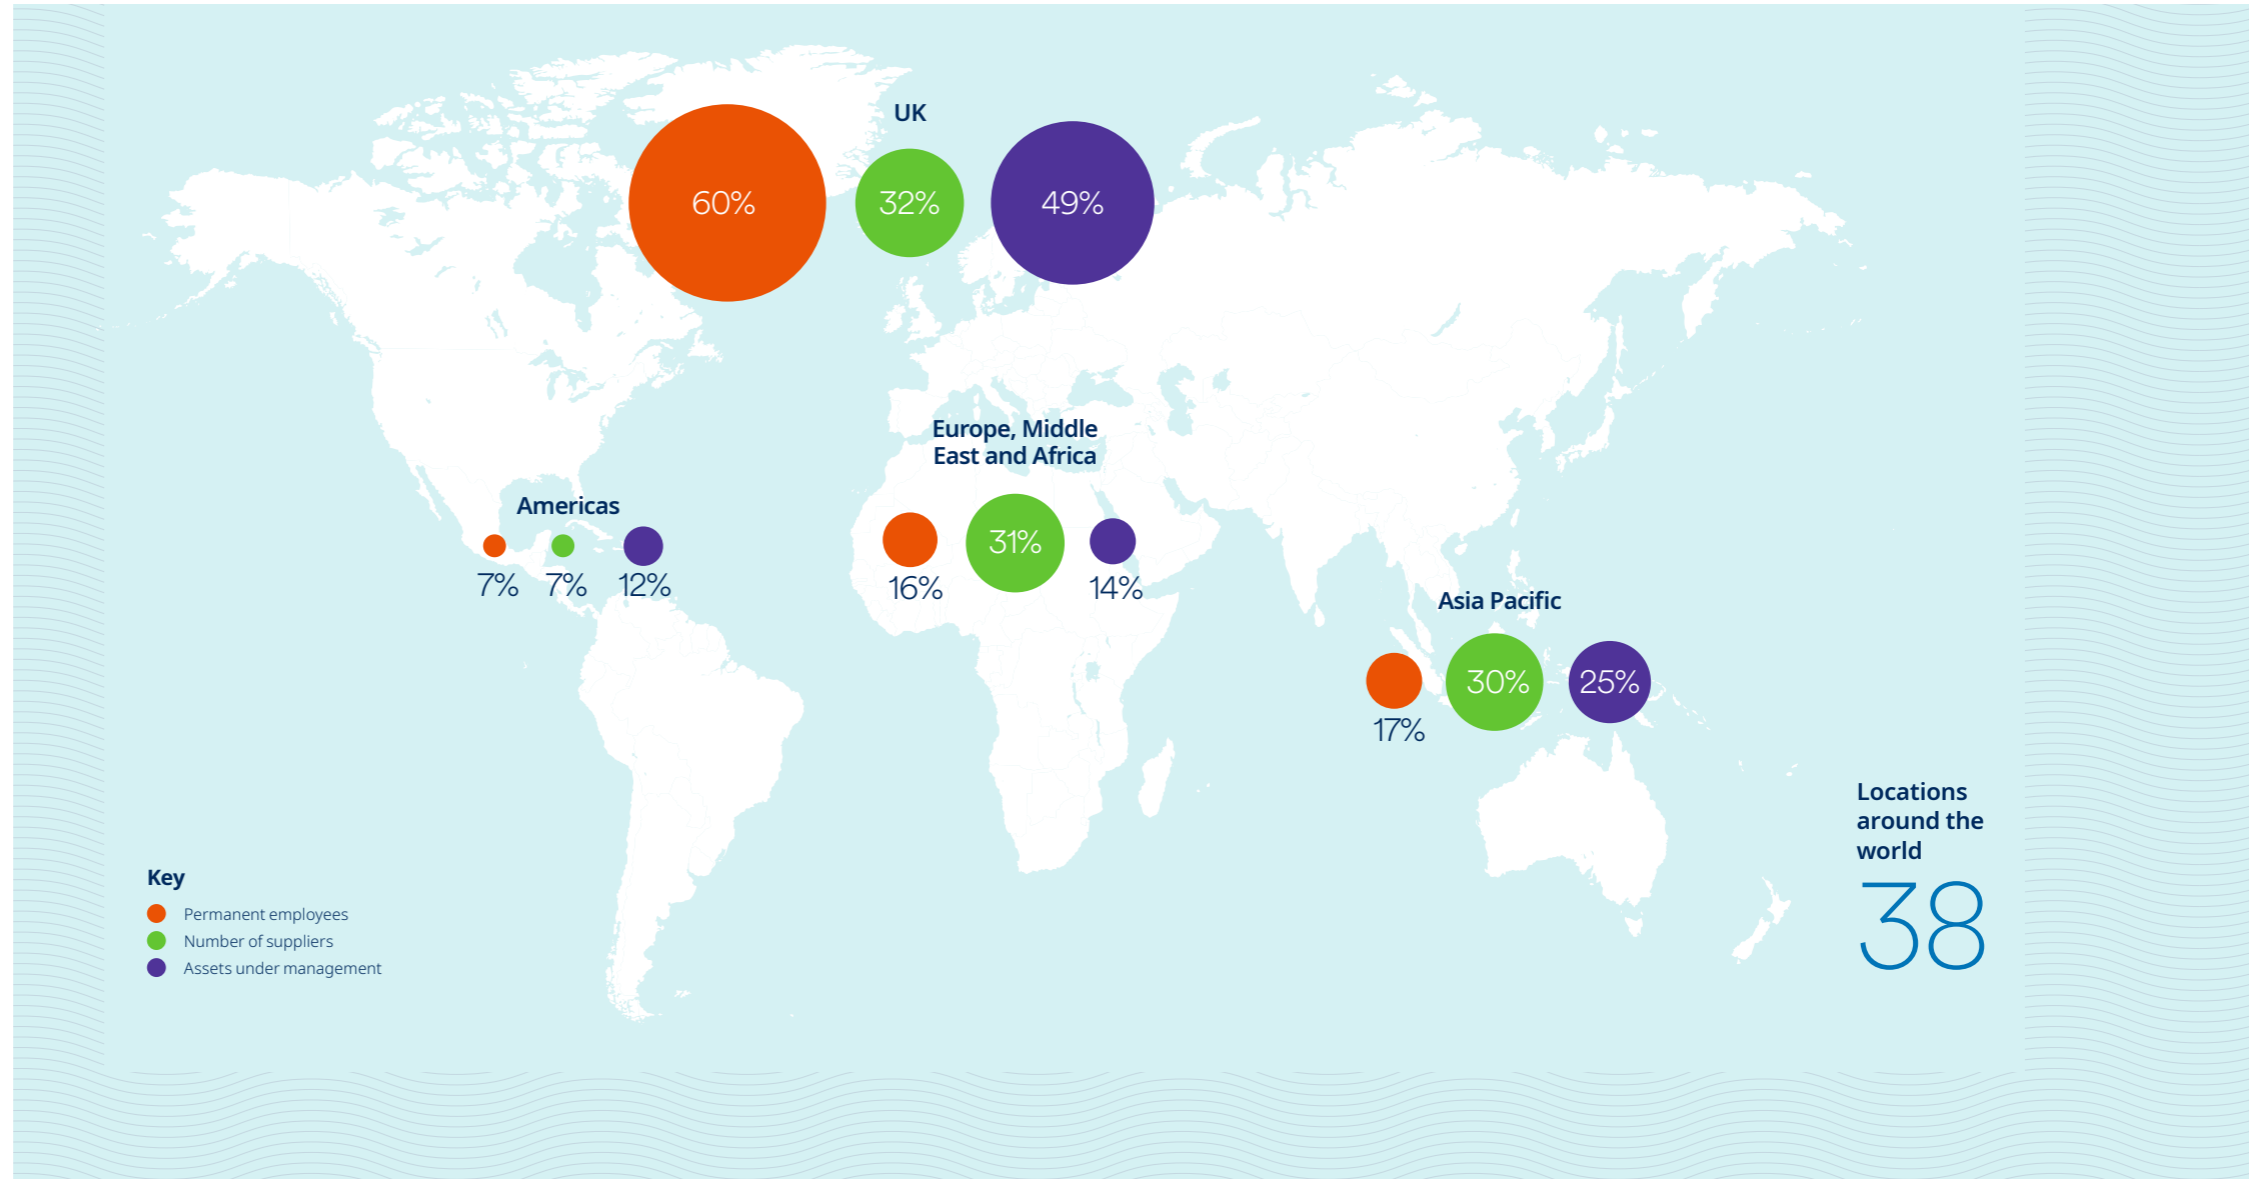 UK
60%
32%
49%
Europe, Middle
East and Africa
16%
31%
14%
Americas
7%
7%
12%
Asia Pacific
17%
30%
25%
Locations
around the
world
38
Key
Permanent employees
Number of suppliers
Assets under management